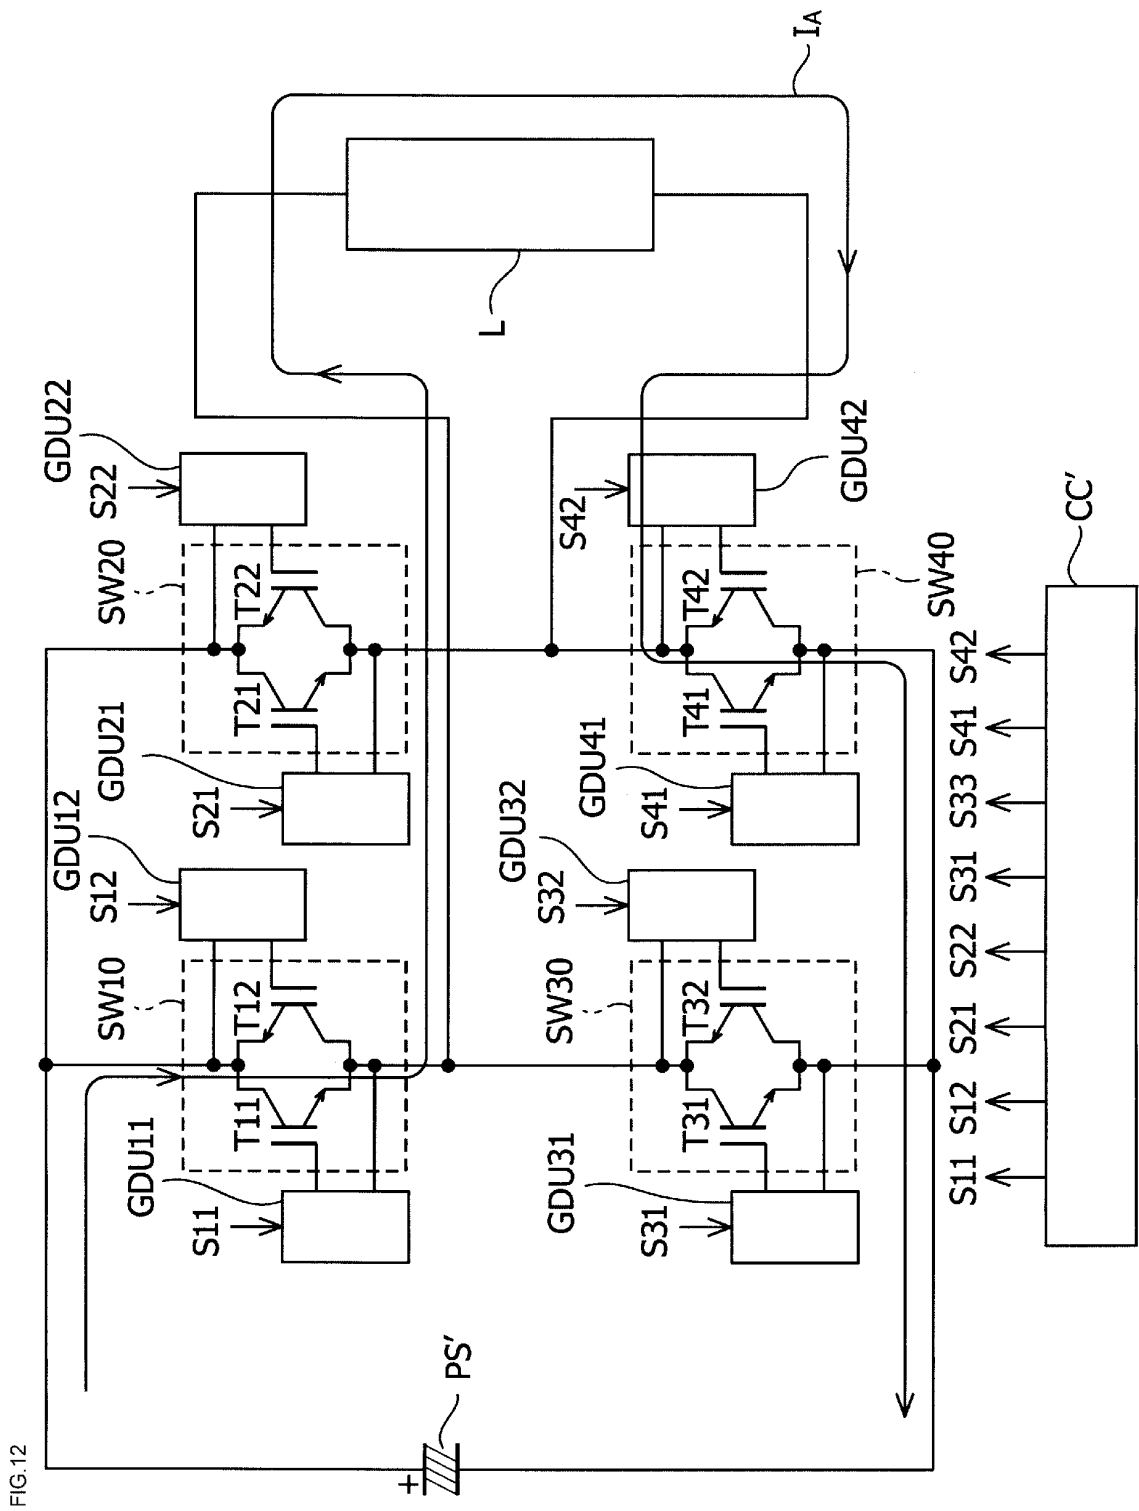 FIG.12
IA
L
GDU22
S22
SW20
T22
T21
GDU21
S21
GDU12
S12
SW10
T12
T11
GDU11
S11
GDU42
S42
SW40
T42
T41
GDU41
S41
GDU32
S32
SW30
T32
T31
GDU31
S31
+
PS'
CC'
S11
S12
S21
S22
S31
S33
S41
S42